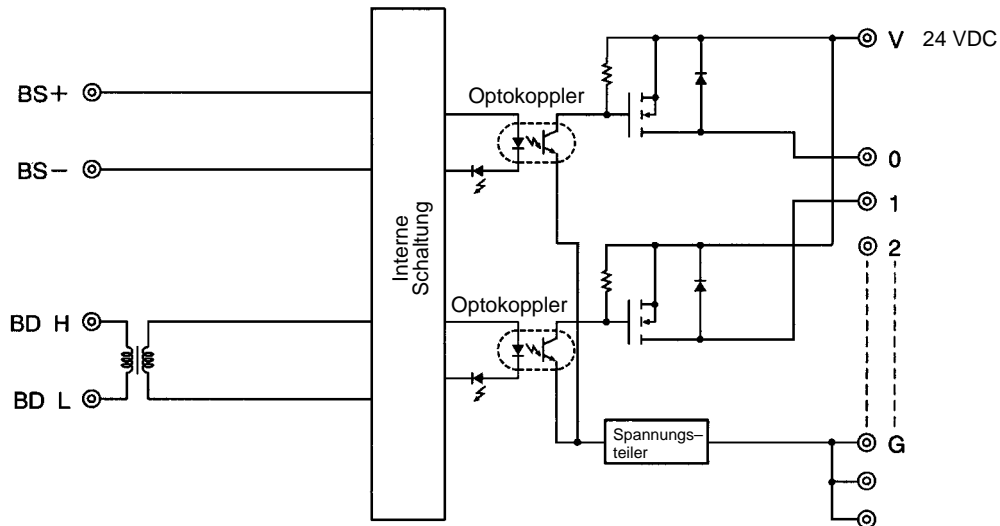 V 24 VDC
BS+
Optokoppler
BS−
0
1
Interne
Schaltung
2
Optokoppler
BD H
BD L
Spannungs–
teiler
G